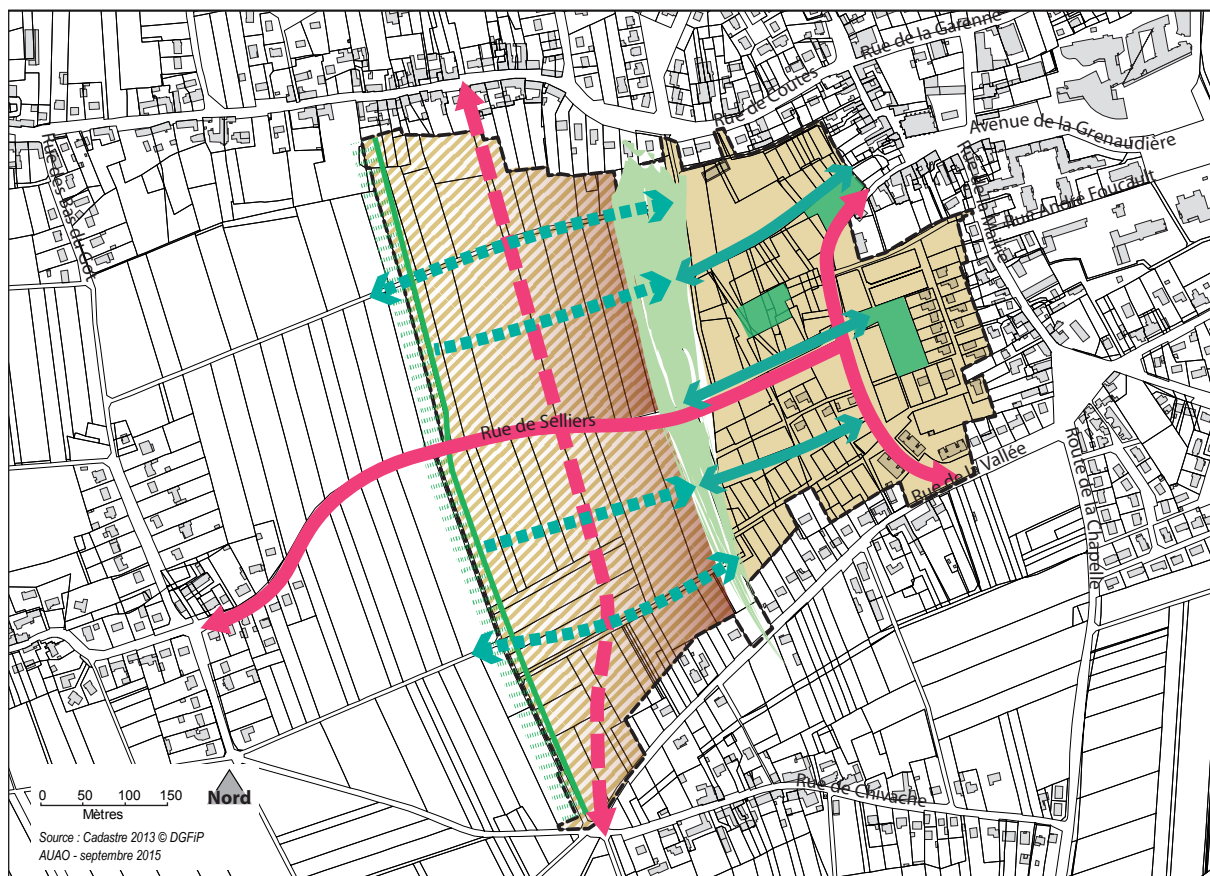 Rue de la Garenne
Rue de Coutes
Avenue de la Grenaudière
Rue André Foucault
Rue de Selliers
Rue de la Vallée
Route de la Chapelle
Rue de Chivache
0 50 100 150
Mètres
Nord
Source : Cadastre 2013 © DGFiP
AUAO - septembre 2015